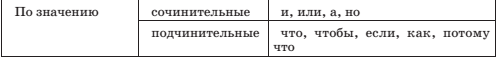 По значению сочинительные и, или, а, но
подчинительные что, чтобы, если, как, потому
что